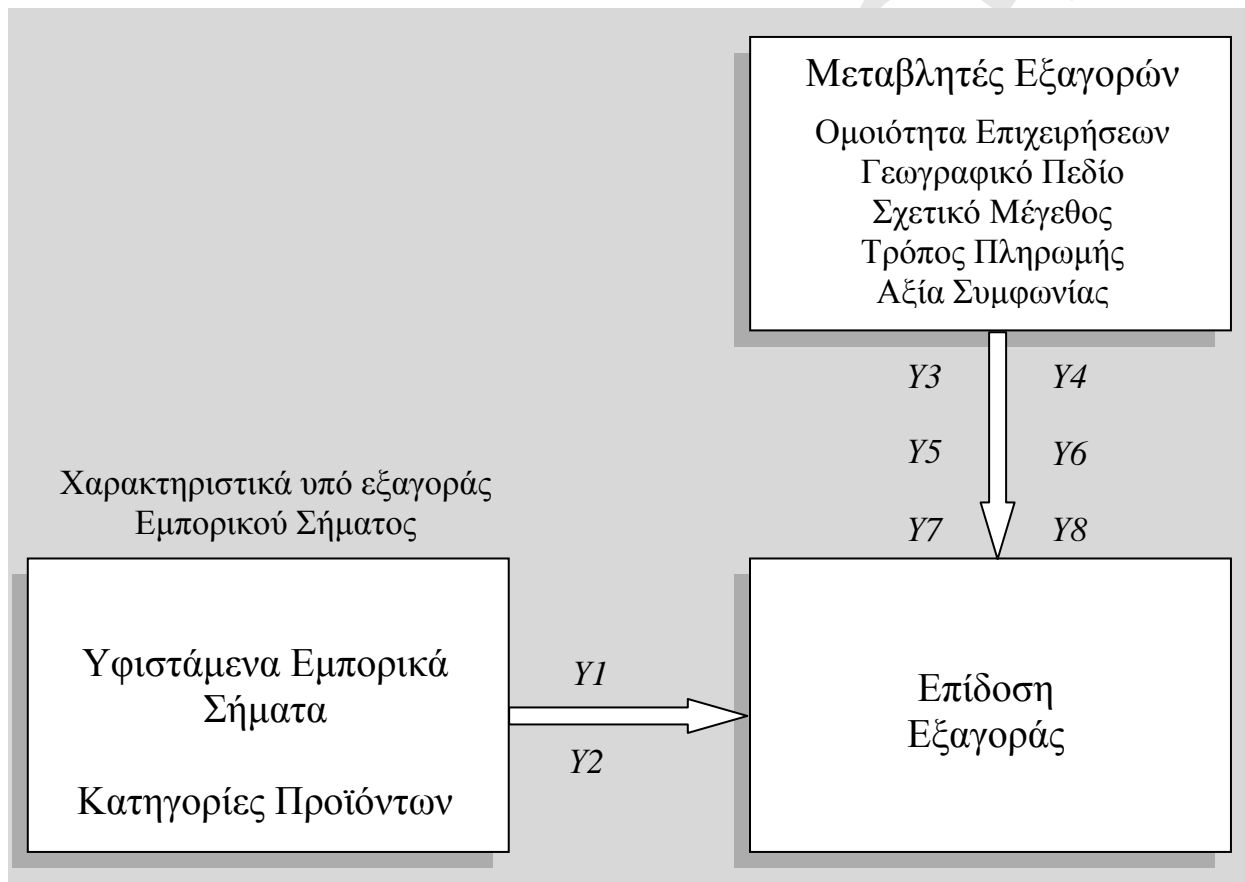 Μεταβλητές Εξαγορών
Ομοιότητα Επιχειρήσεων
Γεωγραφικό Πεδίο
Σχετικό Μέγεθος
Τρόπος Πληρωμής
Αξία Συμφωνίας
Υ3 Υ4
Υ5 Υ6
Υ7 Υ8
Χαρακτηριστικά υπό εξαγοράς
Εμπορικού Σήματος
Υφιστάμενα Εμπορικά
Σήματα
Κατηγορίες Προϊόντων
Υ1
Υ2
Επίδοση
Εξαγοράς